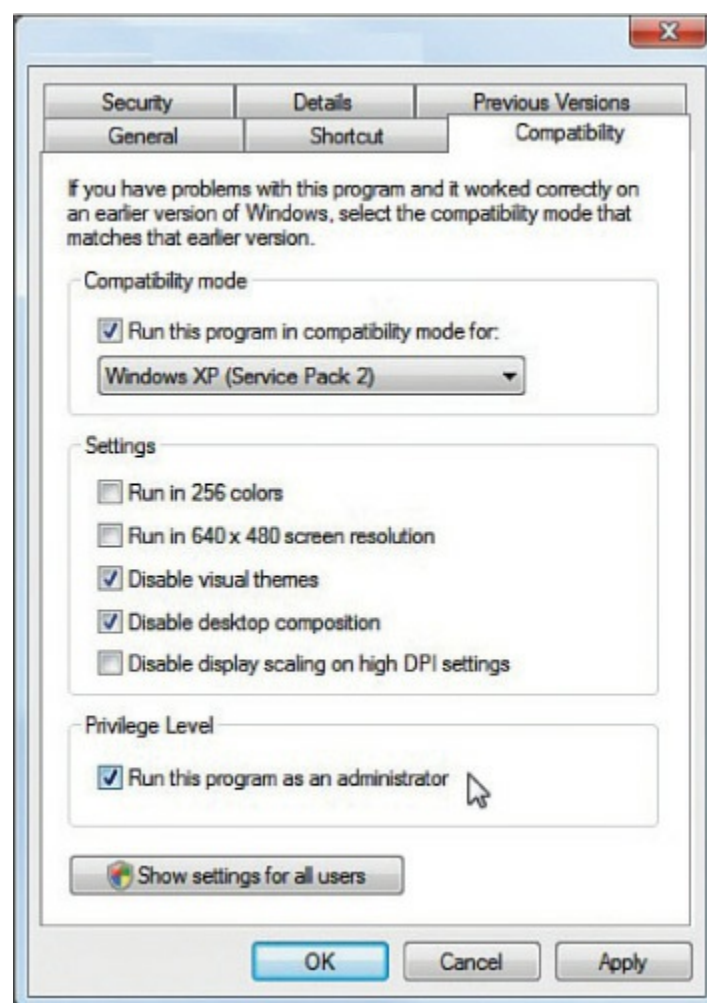 Security Details Previous Versions
General Shortcut Compatibility
If you have problems with this program and it worked correctly on
an earlier version of Windows, select the compatibility mode that
matches that earlier version.
Compatibility mode
Run this program in compatibility mode for:
Windows XP (Service Pack 2)
Settings
Run in 256 colors
Run in 640 x 480 screen resolution
Disable visual themes
Disable desktop composition
Disable display scaling on high DPI settings
Privilege Level
Run this program as an administrator
Show settings for all users
OK Cancel Apply